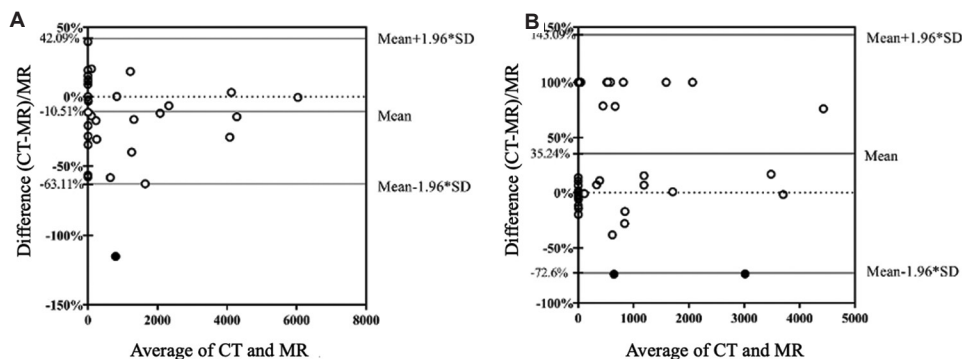 A
Difference (CT-MR)/MR
50%
42.09%
0%
-10.51%
-50%
-63.11%
-100%
-150%
Mean+1.96*SD
Mean
Mean-1.96*SD
0 2000 4000 6000 8000
Average of CT and MR
B
Difference (CT-MR)/MR
150%
143.09%
100%
50%
35.24%
0%
-50%
-72.6%
-100%
Mean+1.96*SD
Mean
Mean-1.96*SD
0 1000 2000 3000 4000 5000
Average of CT and MR